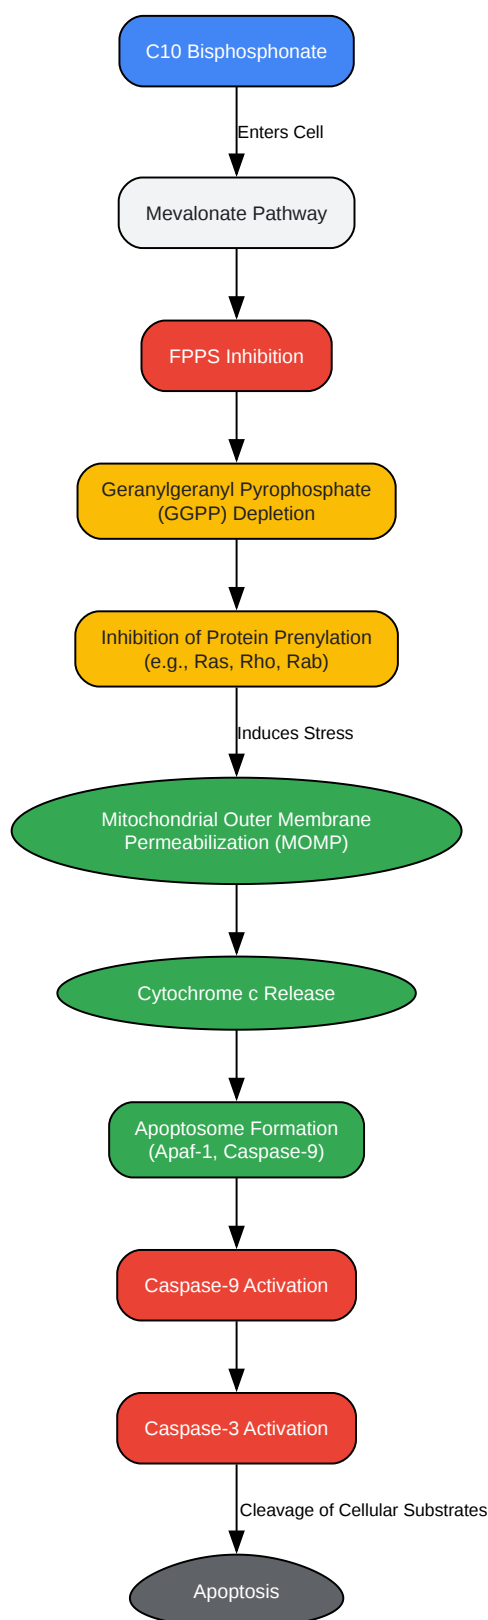 C10 Bisphosphonate
Enters Cell
Mevalonate Pathway
FPPS Inhibition
Geranylgeranyl Pyrophosphate
(GGPP) Depletion
Inhibition of Protein Prenylation
(e.g., Ras, Rho, Rab)
Induces Stress
Mitochondrial Outer Membrane
Permeabilization (MOMP)
Cytochrome c Release
Apoptosome Formation
(Apaf-1, Caspase-9)
Caspase-9 Activation
Caspase-3 Activation
Cleavage of Cellular Substrates
Apoptosis